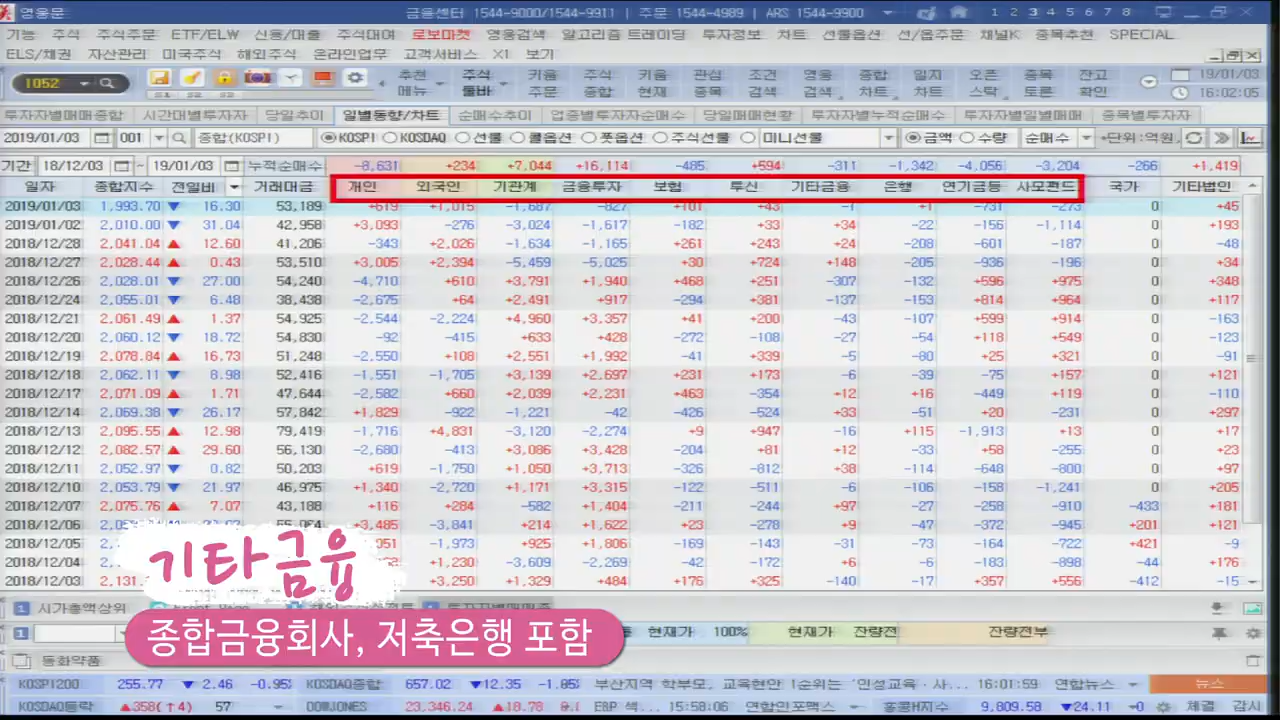 영웅문 금융센터 1544-9000/1544-9911 | 주문 1544-4989 | ARS 1544-9900 1 2 3 4 5 6 7 8
기능 주식 주식주문 ETF/ELW 신용/대출 주식대여 로보마켓 영웅검색 알고리즘 트레이딩 투자정보 차트 선물옵션 선/옵주문 채널K 종목추천 SPECIAL
ELS/채권 자산관리 미국주식 해외주식 온라인업무 고객서비스 X1 보기
1052 추천메뉴 주식툴바 키움주문 주식종합 키움현재 관심종목 조건검색 영웅검색 종합차트 일지차트 오픈스탁 종목토론 잔고확인 19/01/03 16:02:05
투자자별매매종합 시간대별투자자 당일추이 일별동향/차트 순매수추이 업종별투자자순매수 당일매매현황 투자자별누적순매수 투자자별일별매매 종목별투자자
2019/01/03 001 종합(KOSPI) KOSPI KOSDAQ 선물 콜옵션 풋옵션 주식선물 미니선물 금액 수량 순매수 *단위:억원,
기간 18/12/03 ~ 19/01/03 누적순매수 -8,631 +234 +7,044 +16,114 -485 +594 -311 -1,342 -4,056 -3,204 -266 +1,419
일자 종합지수 전일비 거래대금 개인 외국인 기관계 금융투자 보험 투신 기타금융 은행 연기금등 사모펀드 국가 기타법인
2019/01/03 1,993.70 ▼ 16.30 53,189 +619 +1,015 -1,687 -827 +101 +43 -1 +1 -731 -273 0 +45
2019/01/02 2,010.00 ▼ 31.04 42,958 +3,093 -276 -3,024 -1,617 -182 +33 +34 -22 -156 -1,114 0 +193
2018/12/28 2,041.04 ▲ 12.60 41,206 -343 +2,026 -1,634 -1,165 +261 +243 +24 -208 -601 -187 0 -48
2018/12/27 2,028.44 ▲ 0.43 53,510 +3,005 +2,394 -5,459 -5,025 +30 +724 +148 -205 -936 -196 0 +34
2018/12/26 2,028.01 ▼ 27.00 54,240 -4,710 +610 +3,791 +1,940 +468 +251 -307 -132 +596 +975 0 +348
2018/12/24 2,055.01 ▼ 6.48 38,438 -2,675 +64 +2,491 +917 -294 +381 -137 -153 +814 +964 0 +117
2018/12/21 2,061.49 ▲ 1.37 54,925 -2,544 -2,224 +4,960 +3,357 +41 +200 -43 -107 +599 +914 0 -163
2018/12/20 2,060.12 ▼ 18.72 54,830 -92 -415 +633 +428 -272 -108 -27 -54 +118 +549 0 -123
2018/12/19 2,078.84 ▲ 16.73 51,248 -2,550 +108 +2,551 +1,992 -41 +339 -5 -80 +25 +321 0 -91
2018/12/18 2,062.11 ▼ 8.98 52,416 -1,551 -1,705 +3,139 +2,697 +231 +173 -6 -39 -75 +157 0 +121
2018/12/17 2,071.09 ▲ 1.71 47,644 -2,582 +660 +2,039 +2,231 +463 -354 +12 +16 -449 +119 0 -110
2018/12/14 2,069.38 ▼ 26.17 57,842 +1,829 -922 -1,221 -42 -426 -524 +33 -51 +20 -231 0 +297
2018/12/13 2,095.55 ▲ 12.98 79,419 -1,716 +4,831 -3,120 -2,274 +9 +947 -16 +115 -1,913 +13 0 +17
2018/12/12 2,082.57 ▲ 29.60 56,130 -2,680 -413 +3,086 +3,428 -204 +81 +12 -33 +58 -255 0 +23
2018/12/11 2,052.97 ▼ 0.82 50,203 +619 -1,750 +1,050 +3,713 -326 -812 +38 -114 -648 -800 0 +97
2018/12/10 2,053.79 ▼ 21.97 46,975 +1,340 -2,720 +1,171 +3,315 -122 -511 -6 -106 -158 -1,241 0 +205
2018/12/07 2,075.76 ▲ 7.07 43,188 +116 +284 -582 +1,404 -211 -244 +97 -27 -258 -910 -433 +181
2018/12/06 +3,485 -3,841 +214 +1,622 +23 -278 +9 -47 -372 -945 +201 +121
2018/12/05 -1,973 +925 +1,806 -169 -143 -31 -73 -164 -722 +421 -9
2018/12/04 +1,230 -3,609 -2,269 -42 -172 +6 -6 -183 -898 -44 +176
2018/12/03 2,131. +3,250 +1,329 +484 +176 +325 -140 -17 +357 +556 -412 -15
기타금융
종합금융회사, 저축은행 포함
1 시가총액상위
1 현재가 100% 현재가 잔량전 잔량전부
동화약품
KOSPI200 255.77 ▼ 2.46 -0.95% KOSDAQ종합 657.02 ▼12.35 -1.85% 부산지역 학부모, 교육현안 1순위는 '인성교육·사... 16:01:59 연합뉴스 뉴스
KOSDAQ등락 ▲358(↑4) 57 DOWJONES 23,346.24 ▲18.78 E&P 섹... 15:58:06 연합인포맥스 홍콩H지수 9,809.58 ▼24.11 체결 감시